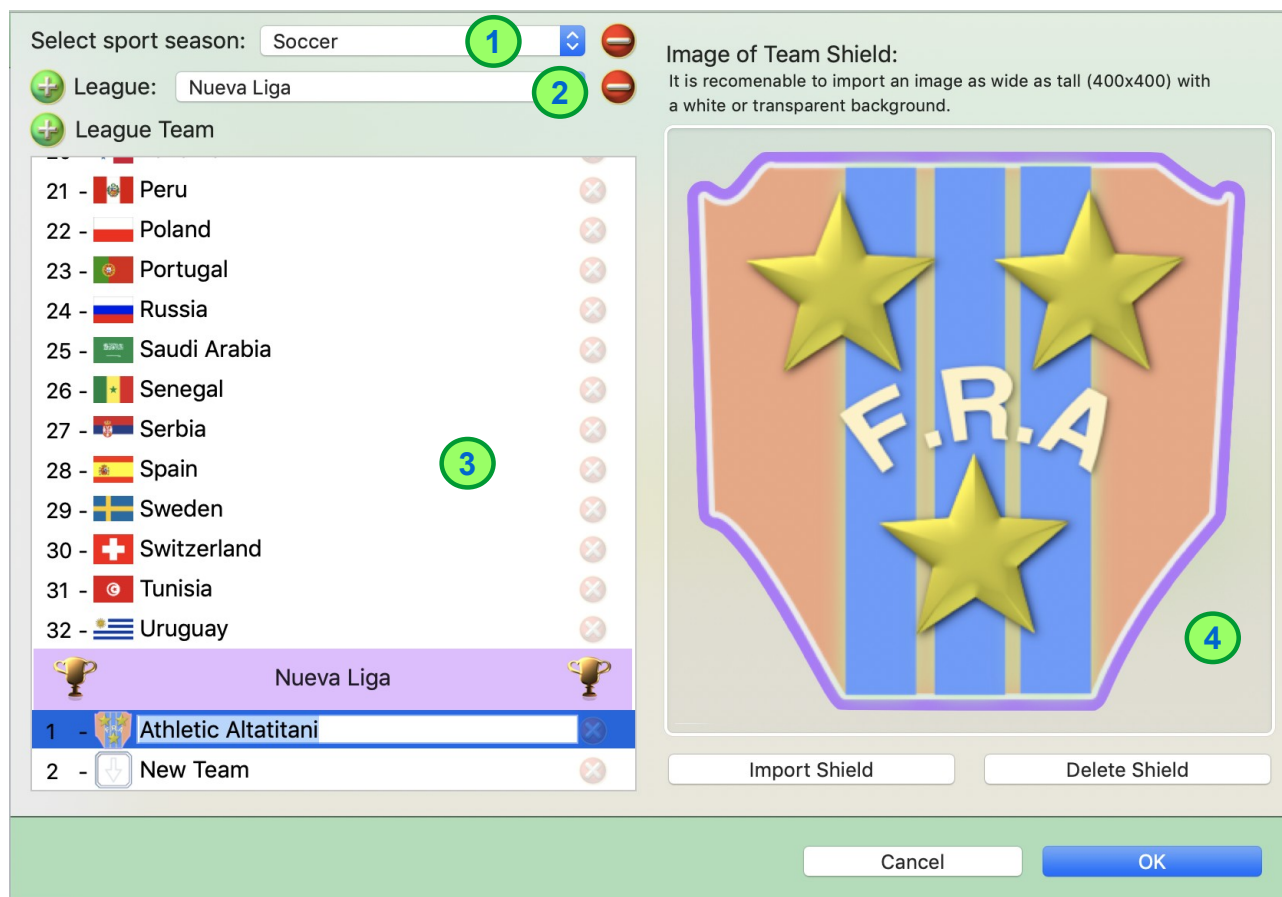 Select sport season: Soccer 1
League: Nueva Liga 2
League Team
21 - Peru
22 - Poland
23 - Portugal
24 - Russia
25 - Saudi Arabia
26 - Senegal
27 - Serbia
28 - Spain
29 - Sweden
30 - Switzerland
31 - Tunisia
32 - Uruguay
3
Nueva Liga
1 - Athletic Altatitani
2 - New Team
Image of Team Shield:
It is recomenable to import an image as wide as tall (400x400) with
a white or transparent background.
F.R.A
4
Import Shield Delete Shield
Cancel OK